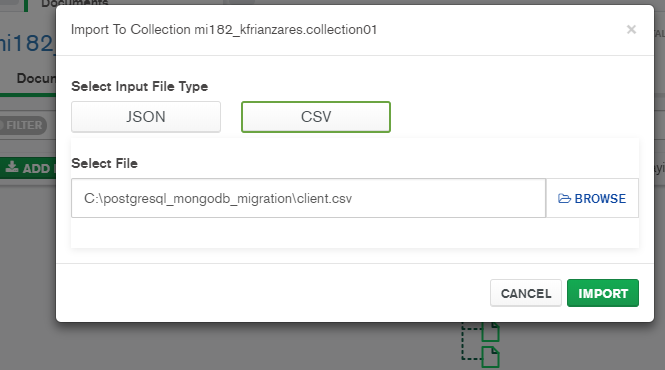 Documents
Import To Collection mi182_kfrianzares.collection01
×
mi182_
Docum
Select Input File Type
JSON
CSV
FILTER
ADD
Select File
C:\postgresql_mongodb_migration\client.csv
BROWSE
CANCEL
IMPORT